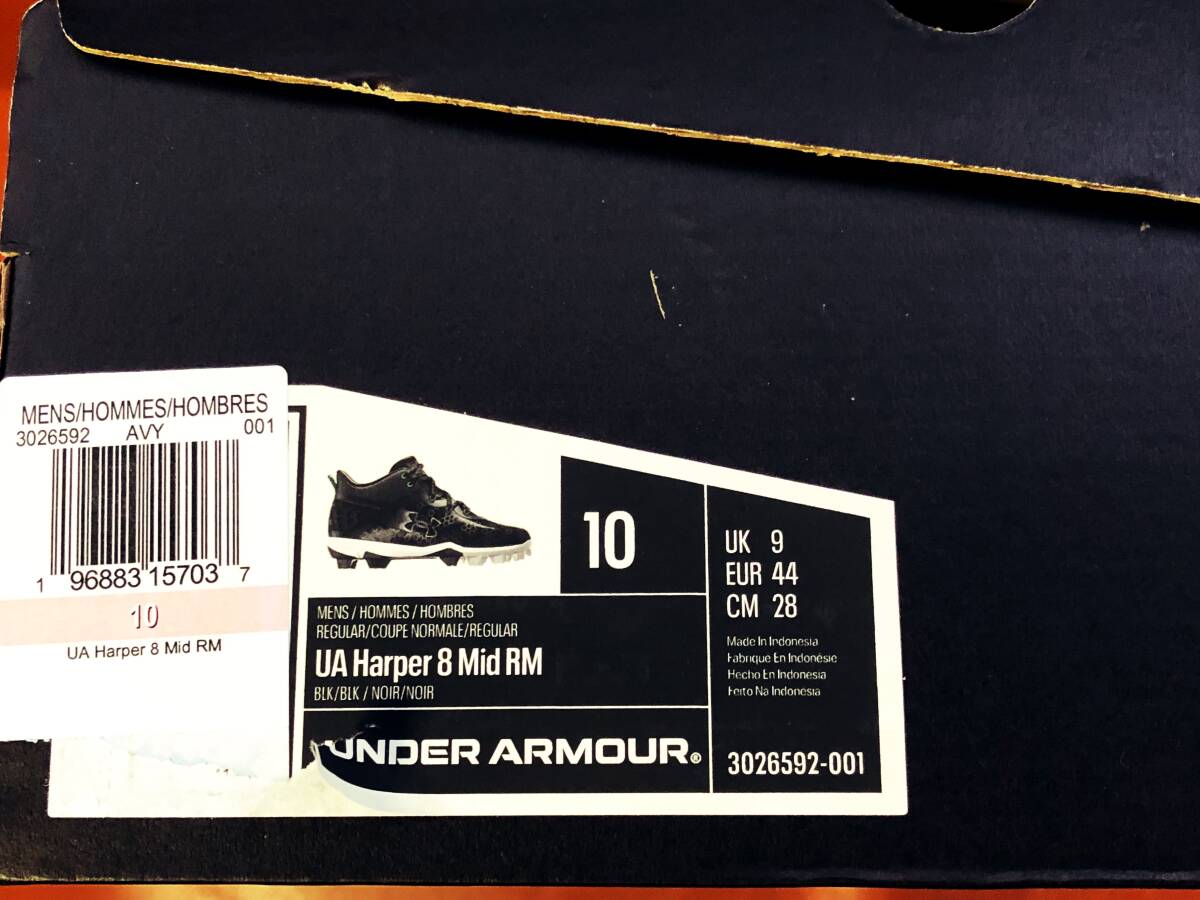 MENS/HOMMES/HOMBRES
3026592 AVY 001
1 96883 15703 7
10
UA Harper 8 Mid RM
10
MENS / HOMMES / HOMBRES
REGULAR/COUPE NORMALE/REGULAR
UA Harper 8 Mid RM
BLK/BLK / NOIR/NOIR
UNDER ARMOUR®
UK 9
EUR 44
CM 28
Made In Indonesia
Fabrique En Indonésie
Hecho En Indonesia
Feito Na Indonesia
3026592-001